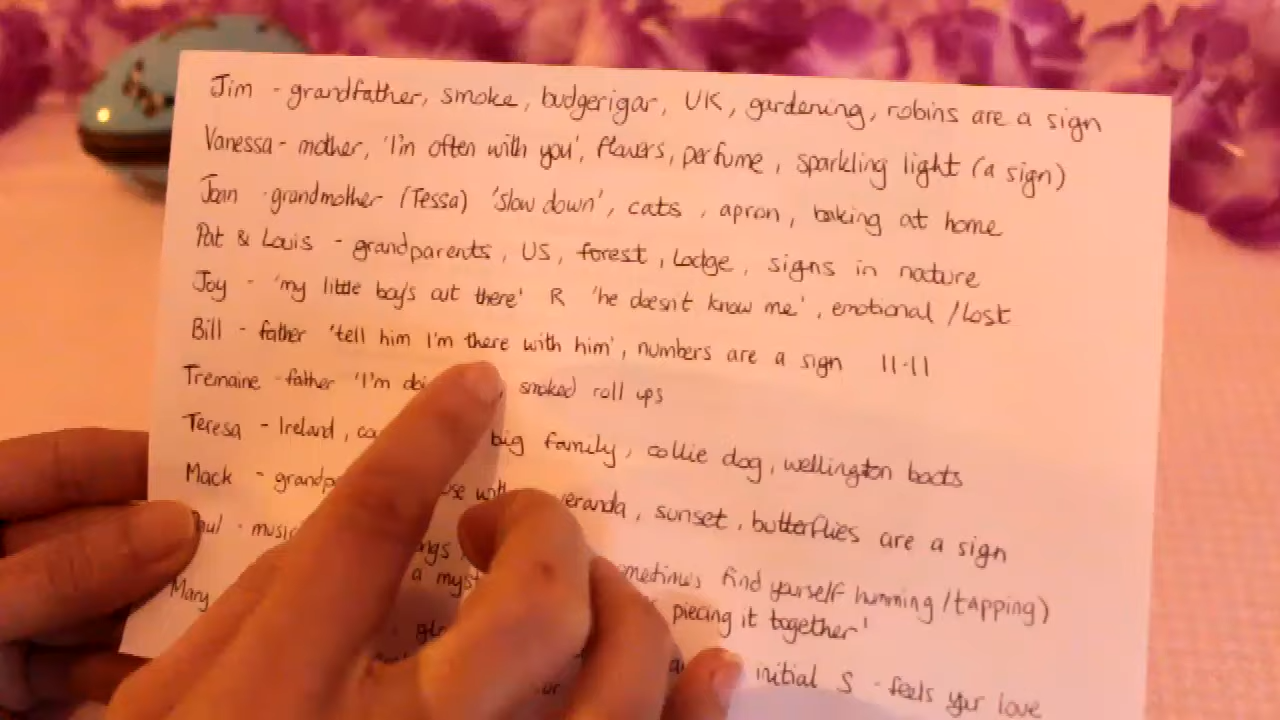 Jim - grandfather, smoke, budgerigar, UK, gardening, robins are a sign
Vanessa - mother, 'I'm often with you', flowers, perfume, sparkling light (a sign)
Joan - grandmother (Tessa) 'slow down', cats, apron, baking at home
Pat & Louis - grandparents, US, forest, Lodge, signs in nature
Joy - 'my little boy's out there' R 'he doesn't know me', emotional / lost
Bill - father 'tell him I'm there with him', numbers are a sign 11.11
Tremaine - father 'I'm smoked roll ups
Teresa - Ireland, big family, collie dog, wellington boots
Mack - veranda, sunset, butterflies are a sign
find yourself humming / tapping)
Mary a piecing it together'
initial S - feels your love